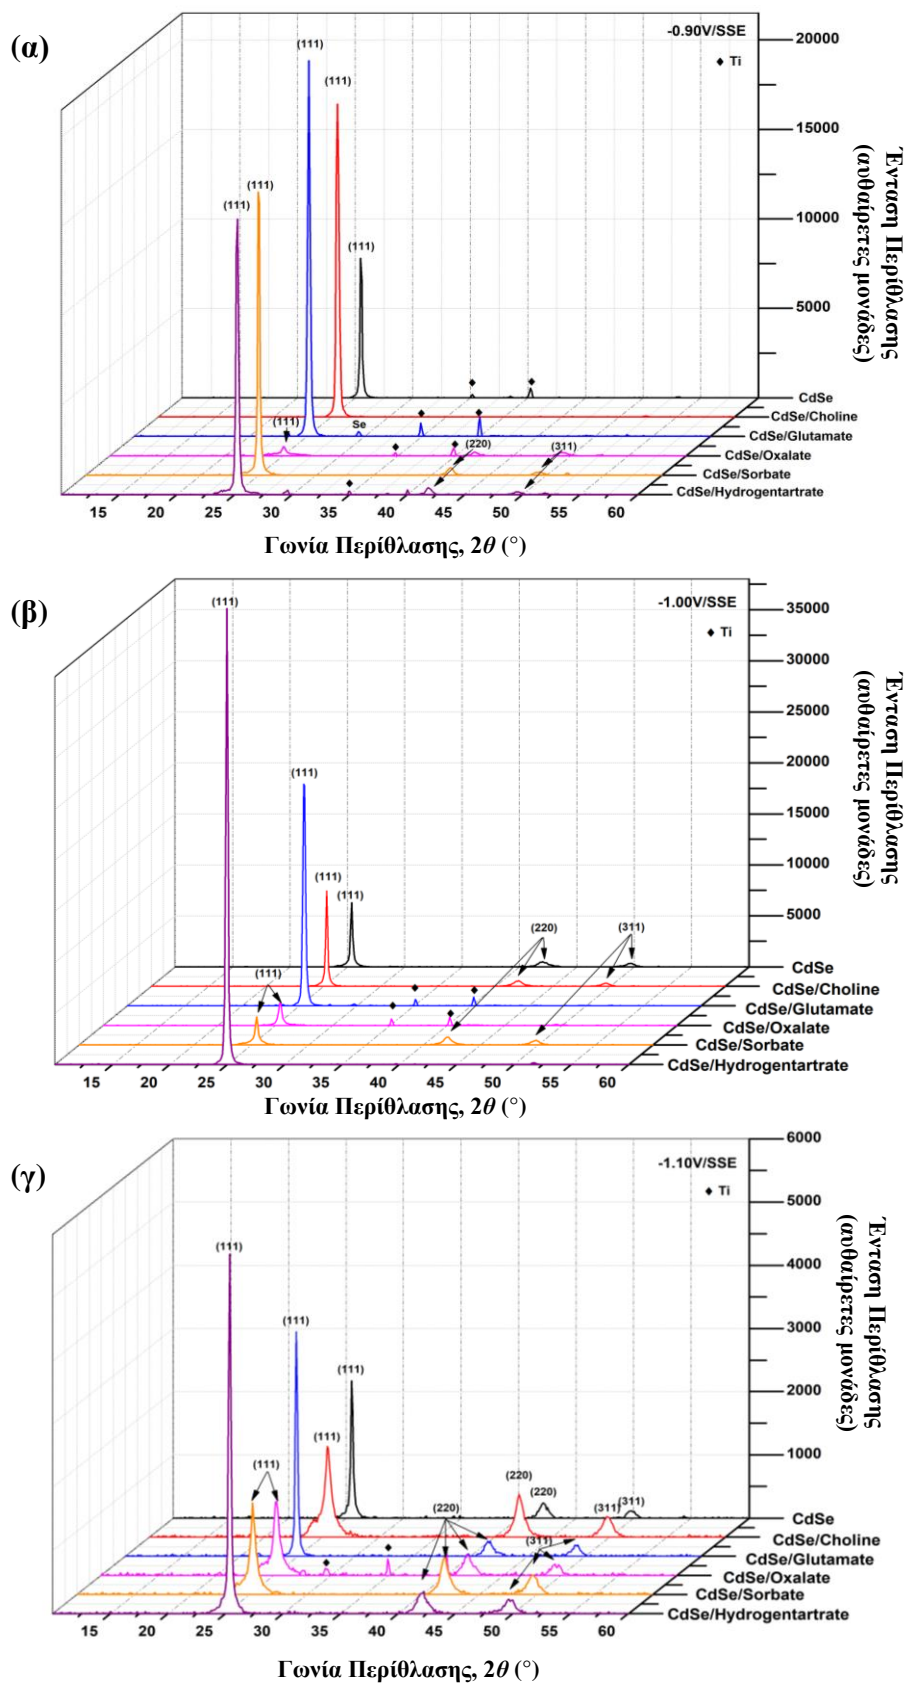 (α)
-0.90V/SSE
♦ Ti
(111)
(111)
(111)
(111)
(111)
(111)
Se
(220)
(311)
20000
15000
10000
5000
Ένταση Περίθλασης
(αυθαίρετες μονάδες)
CdSe
CdSe/Choline
CdSe/Glutamate
CdSe/Oxalate
CdSe/Sorbate
CdSe/Hydrogentartrate
15 20 25 30 35 40 45 50 55 60
Γωνία Περίθλασης, 2θ (°)
(β)
-1.00V/SSE
♦ Ti
(111)
(111)
(111)
(111)
(111)
(220)
(311)
35000
30000
25000
20000
15000
10000
5000
Ένταση Περίθλασης
(αυθαίρετες μονάδες)
CdSe
CdSe/Choline
CdSe/Glutamate
CdSe/Oxalate
CdSe/Sorbate
CdSe/Hydrogentartrate
15 20 25 30 35 40 45 50 55 60
Γωνία Περίθλασης, 2θ (°)
(γ)
-1.10V/SSE
♦ Ti
(111)
(111)
(111)
(111)
(111)
(220)
(220)
(311)
(311)
(220)
(311)
6000
5000
4000
3000
2000
1000
Ένταση Περίθλασης
(αυθαίρετες μονάδες)
CdSe
CdSe/Choline
CdSe/Glutamate
CdSe/Oxalate
CdSe/Sorbate
CdSe/Hydrogentartrate
15 20 25 30 35 40 45 50 55 60
Γωνία Περίθλασης, 2θ (°)